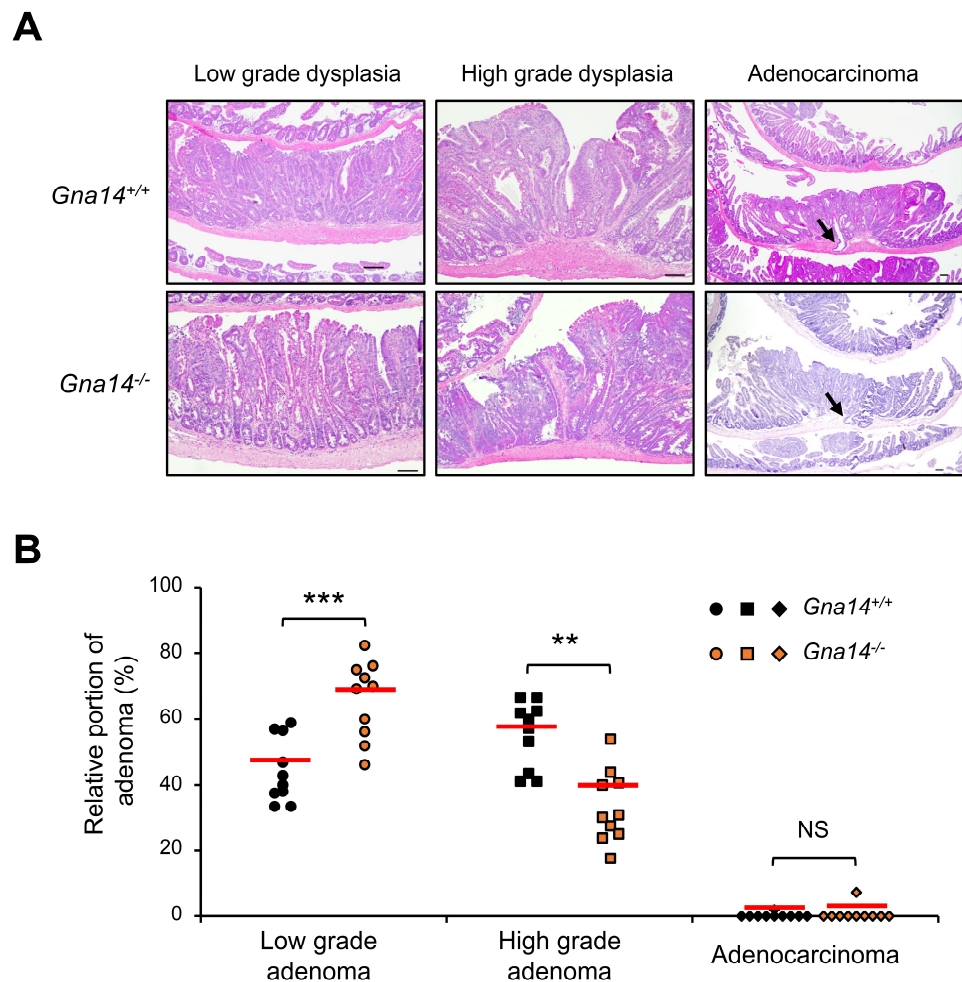 A
Low grade dysplasia High grade dysplasia Adenocarcinoma
Gna14+/+
Gna14-/-
B
Relative portion of
adenoma (%)
100
80
60
40
20
0
***
**
NS
Gna14+/+
Gna14-/-
Low grade
adenoma
High grade
adenoma
Adenocarcinoma